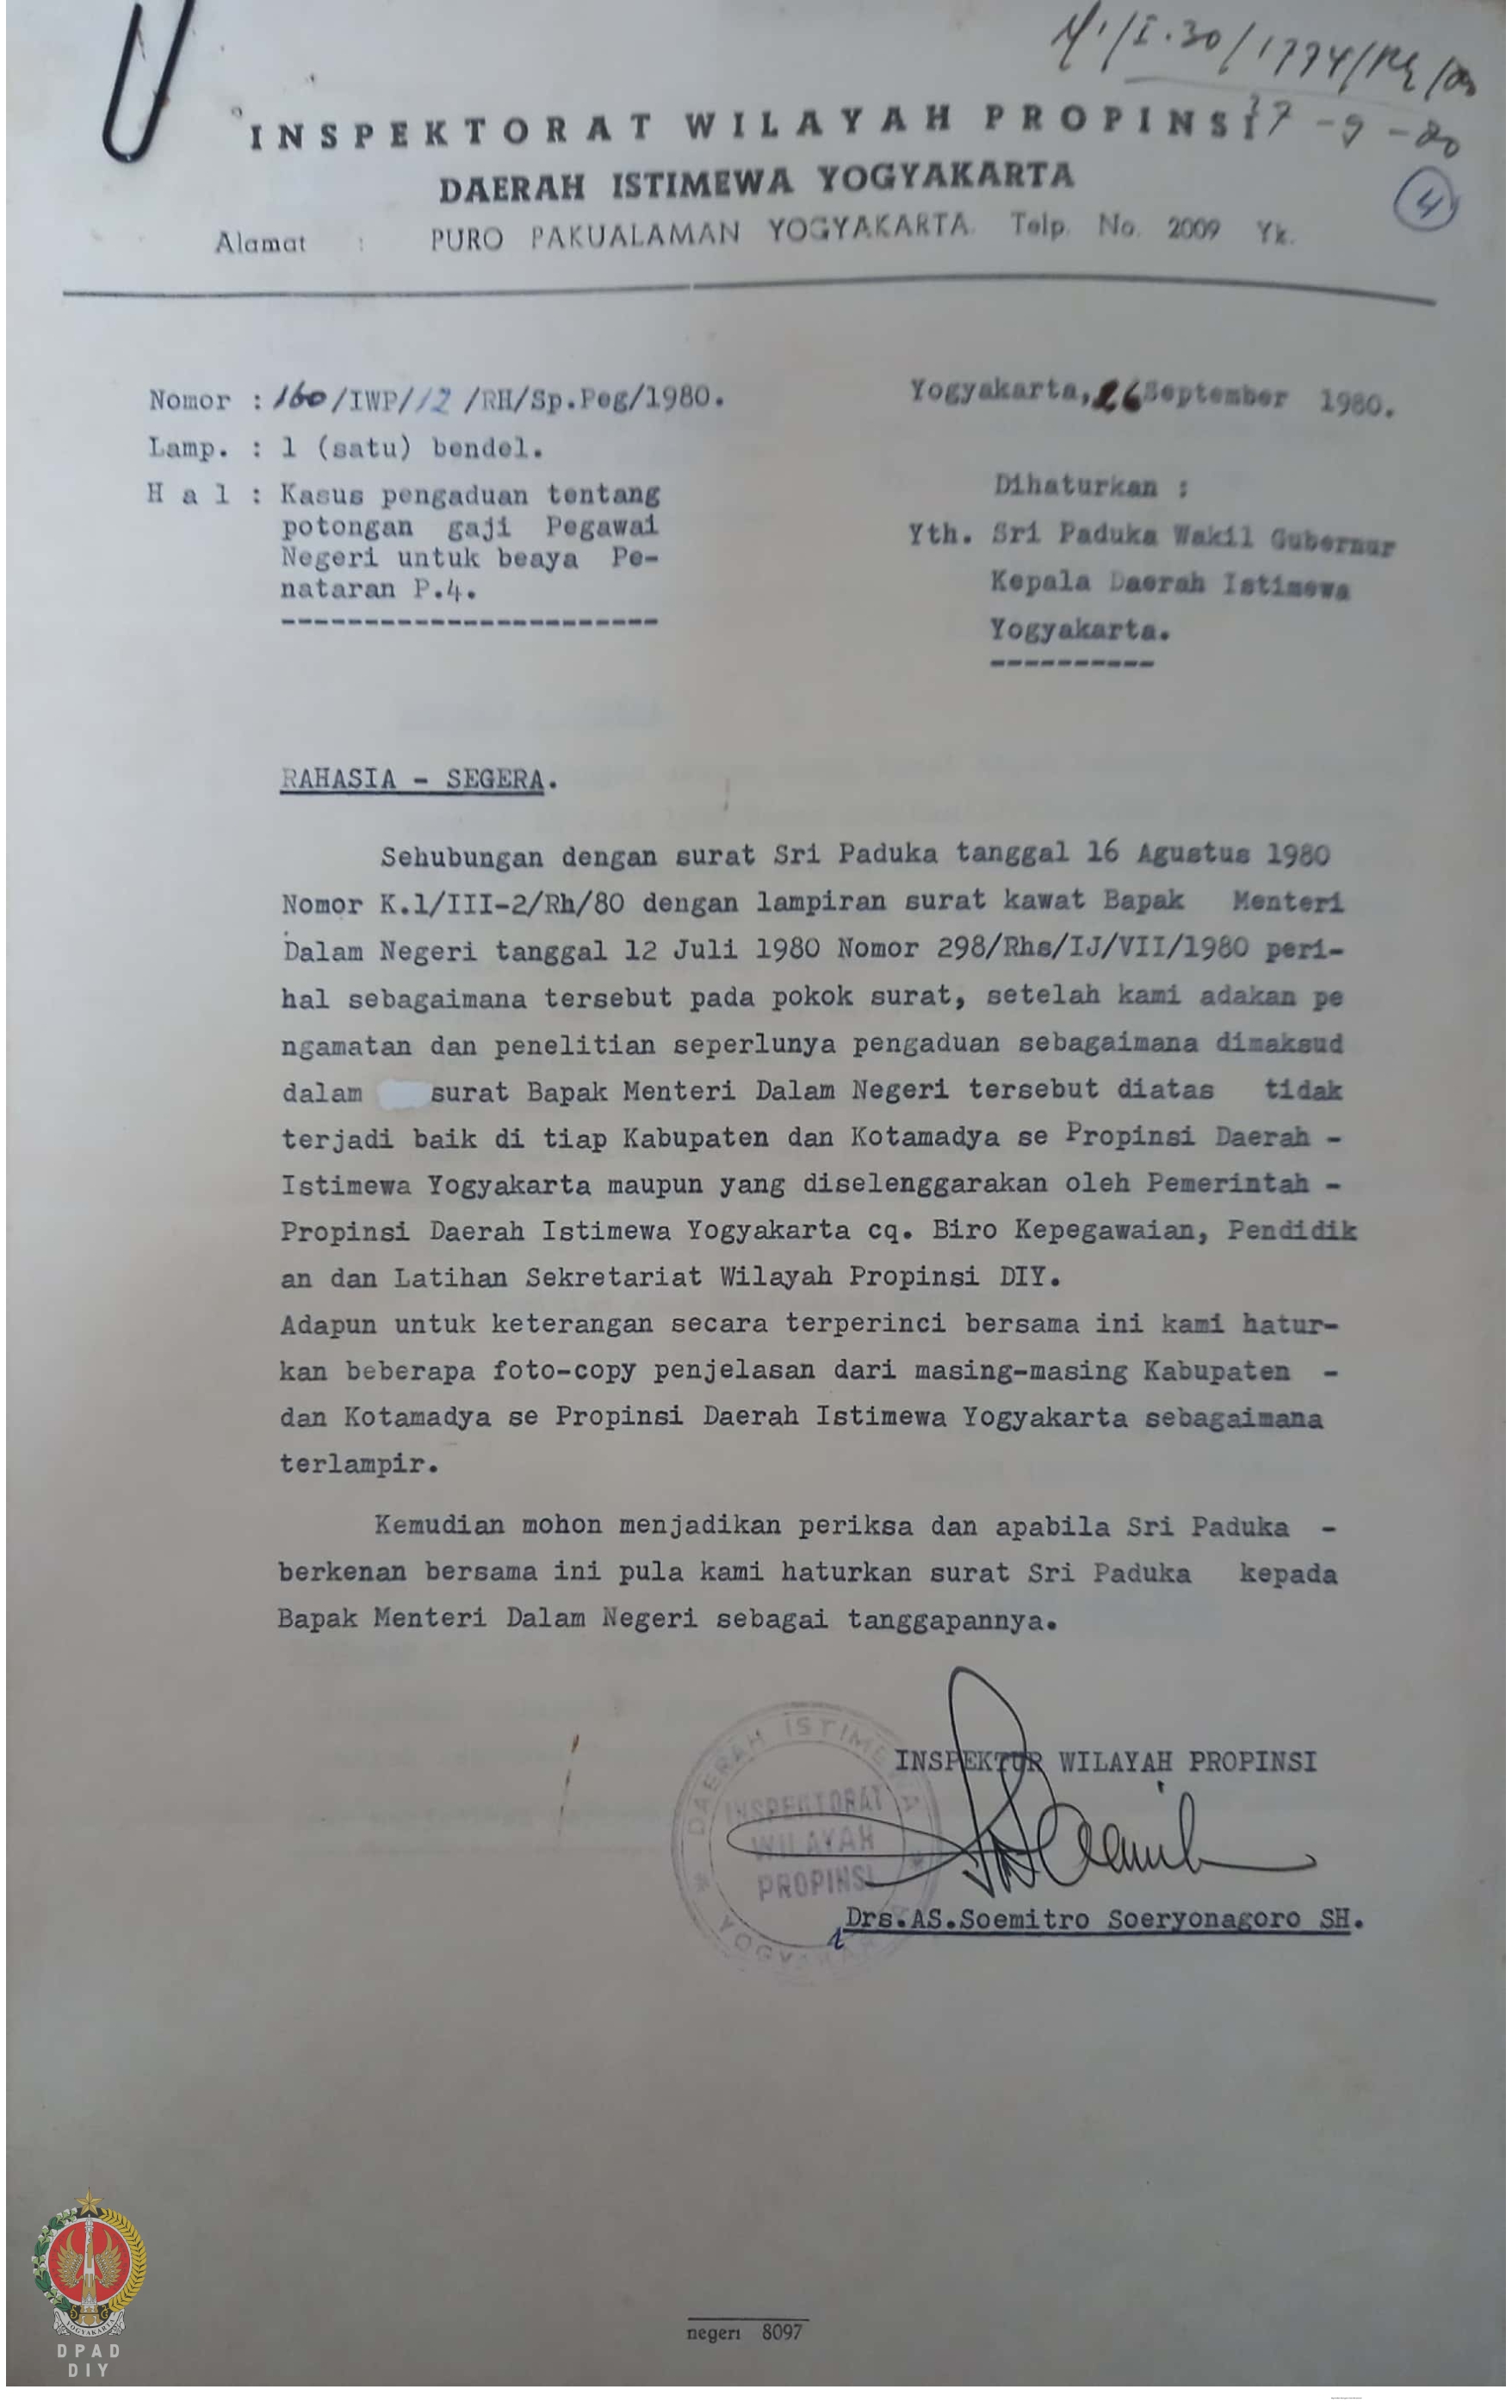 INSPEKTORAT WILAYAH PROPINSI
27-9-80
DAERAH ISTIMEWA YOGYAKARTA
4
Alamat : PURO PAKUALAMAN YOGYAKARTA. Telp. No. 2009 Yk.
Nomor : 160/IWP/12/RH/Sp.Peg/1980.
Yogyakarta, 26 September 1980.
Lamp. : 1 (satu) bendel.
H a l : Kasus pengaduan tentang
potongan gaji Pegawai
Negeri untuk beaya Pe-
nataran P.4.
Dihaturkan :
Yth. Sri Paduka Wakil Gubernur
Kepala Daerah Istimewa
Yogyakarta.
RAHASIA - SEGERA.
Sehubungan dengan surat Sri Paduka tanggal 16 Agustus 1980
Nomor K.1/III-2/Rh/80 dengan lampiran surat kawat Bapak Menteri
Dalam Negeri tanggal 12 Juli 1980 Nomor 298/Rhs/IJ/VII/1980 peri-
hal sebagaimana tersebut pada pokok surat, setelah kami adakan pe
ngamatan dan penelitian seperlunya pengaduan sebagaimana dimaksud
dalam surat Bapak Menteri Dalam Negeri tersebut diatas tidak
terjadi baik di tiap Kabupaten dan Kotamadya se Propinsi Daerah -
Istimewa Yogyakarta maupun yang diselenggarakan oleh Pemerintah -
Propinsi Daerah Istimewa Yogyakarta cq. Biro Kepegawaian, Pendidik
an dan Latihan Sekretariat Wilayah Propinsi DIY.
Adapun untuk keterangan secara terperinci bersama ini kami hatur-
kan beberapa foto-copy penjelasan dari masing-masing Kabupaten -
dan Kotamadya se Propinsi Daerah Istimewa Yogyakarta sebagaimana
terlampir.
Kemudian mohon menjadikan periksa dan apabila Sri Paduka -
berkenan bersama ini pula kami haturkan surat Sri Paduka kepada
Bapak Menteri Dalam Negeri sebagai tanggapannya.
INSPEKTUR WILAYAH PROPINSI
DAERAH ISTIMEWA
INSPEKTORAT
WILAYAH
PROPINSI
YOGYAKARTA
Drs.AS.Soemitro Soeryonagoro SH.
negeri 8097
YOGYAKARTA
DPAD
DIY